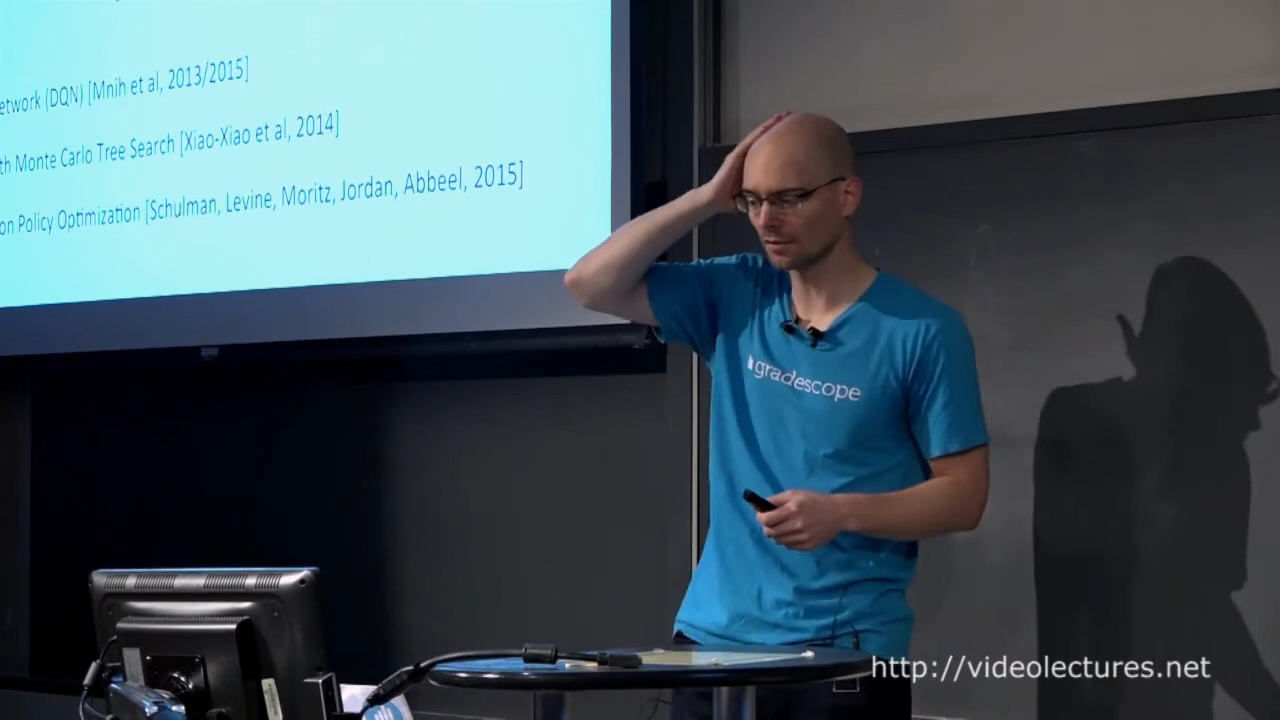 etwork (DQN) [Mnih et al, 2013/2015]
th Monte Carlo Tree Search [Xiao-Xiao et al, 2014]
on Policy Optimization [Schulman, Levine, Moritz, Jordan, Abbeel, 2015]
gradescope
http://videolectures.net